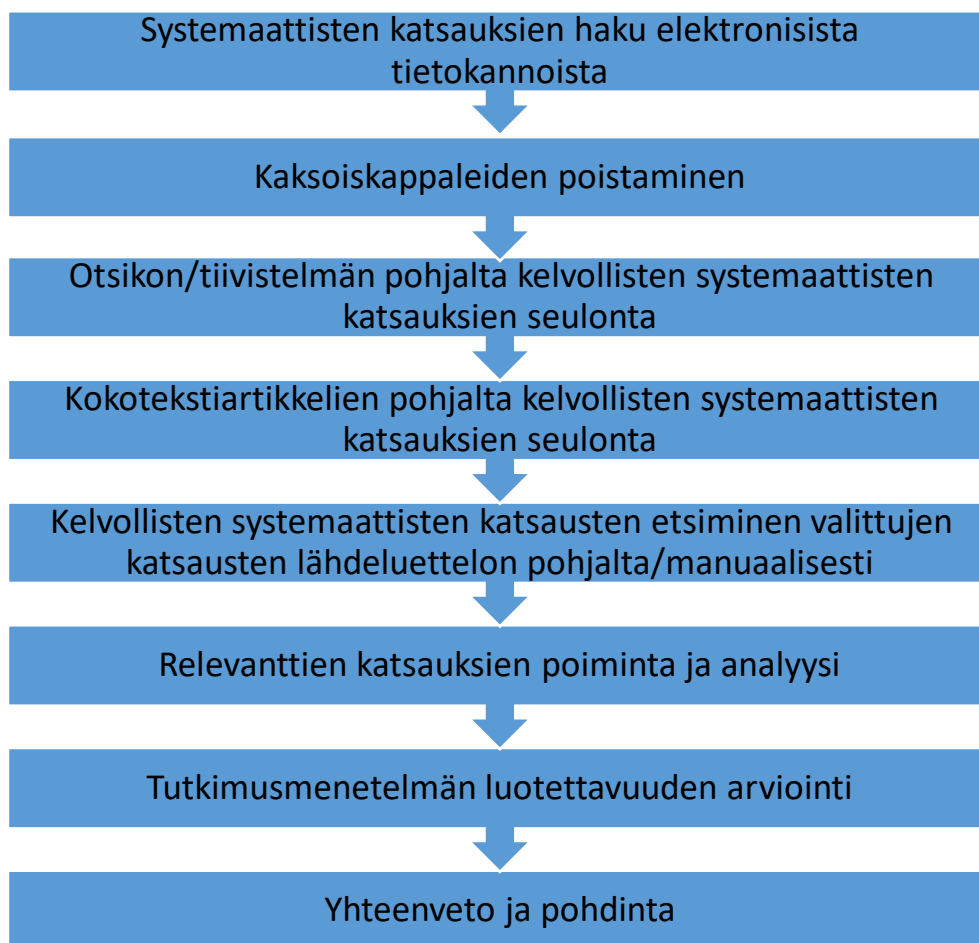 Systemaattisten katsauksien haku elektronisista
tietokannoista
Kaksoiskappaleiden poistaminen
Otsikon/tiivistelmän pohjalta kelvollisten systemaattisten
katsauksien seulonta
Kokotekstiartikkelien pohjalta kelvollisten systemaattisten
katsauksien seulonta
Kelvollisten systemaattisten katsausten etsiminen valittujen
katsausten lähdeluettelon pohjalta/manuaalisesti
Relevanttien katsauksien poiminta ja analyysi
Tutkimusmenetelmän luotettavuuden arviointi
Yhteenveto ja pohdinta